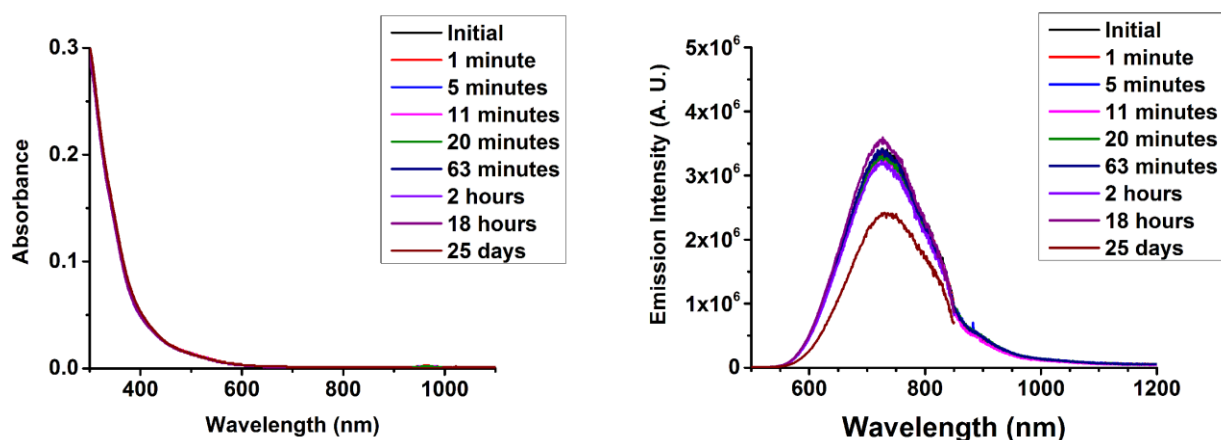 Initial
1 minute
5 minutes
11 minutes
20 minutes
63 minutes
2 hours
18 hours
25 days
0.3
0.2
0.1
0.0
400
600
800
1000
Absorbance
Wavelength (nm)
Initial
1 minute
5 minutes
11 minutes
20 minutes
63 minutes
2 hours
18 hours
25 days
5x10⁶
4x10⁶
3x10⁶
2x10⁶
1x10⁶
0
600
800
1000
1200
Emission Intensity (A. U.)
Wavelength (nm)